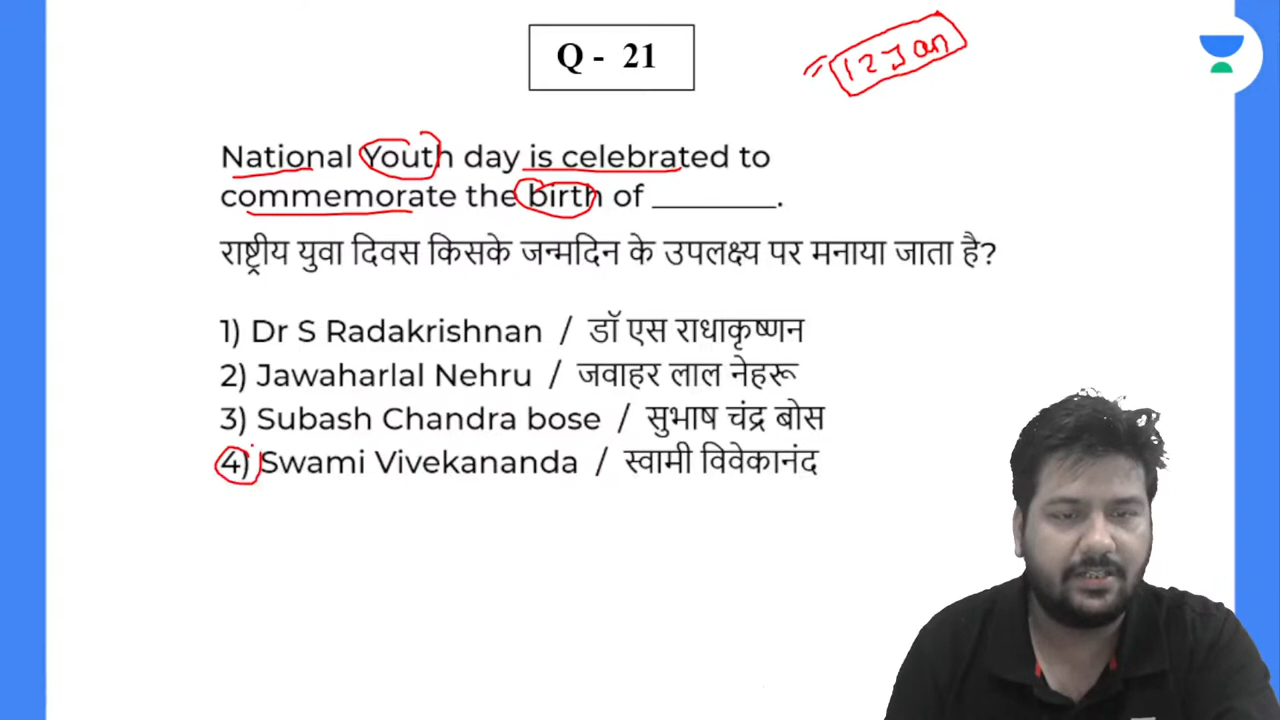 Q - 21
12 Jan
National Youth day is celebrated to
commemorate the birth of ________.
राष्ट्रीय युवा दिवस किसके जन्मदिन के उपलक्ष्य पर मनाया जाता है?
1) Dr S Radakrishnan / डॉ एस राधाकृष्णन
2) Jawaharlal Nehru / जवाहर लाल नेहरू
3) Subash Chandra bose / सुभाष चंद्र बोस
4) Swami Vivekananda / स्वामी विवेकानंद